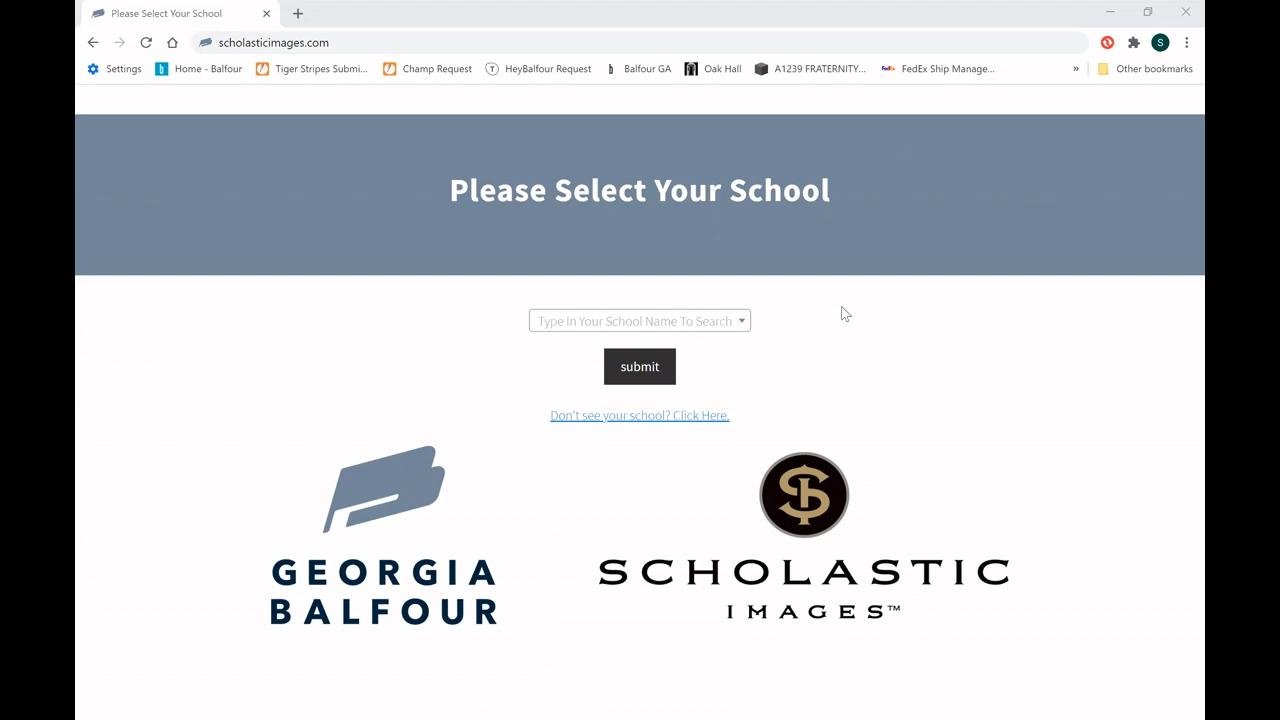 Please Select Your School
scholasticimages.com
Settings
Home - Balfour
Tiger Stripes Submi...
Champ Request
HeyBalfour Request
Balfour GA
Oak Hall
A1239 FRATERNITY...
FedEx Ship Manage...
»
Other bookmarks
Please Select Your School
Type In Your School Name To Search
submit
Don't see your school? Click Here.
GEORGIA
BALFOUR
SCHOLASTIC
IMAGES™